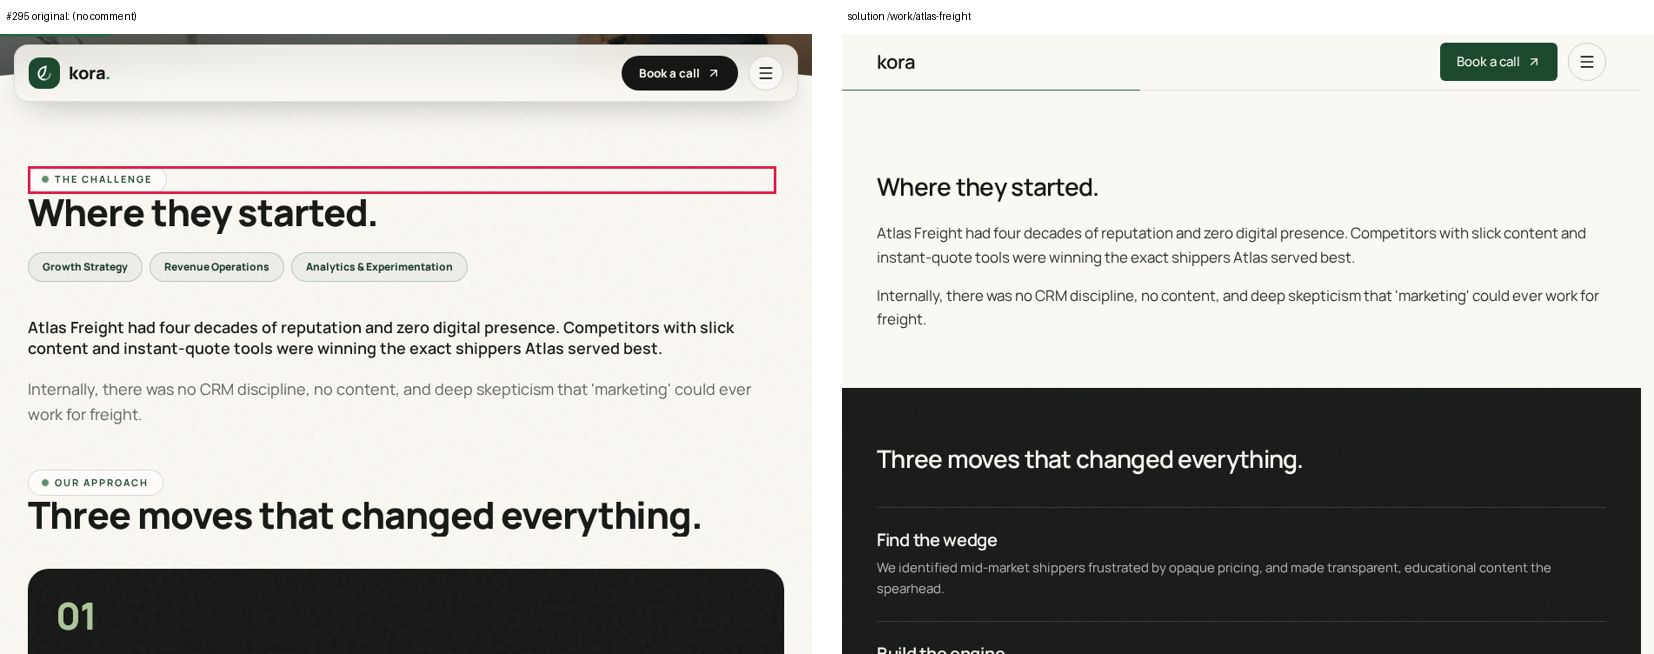 #295 original: (no comment)
kora.
Book a call
THE CHALLENGE
Where they started.
Growth Strategy
Revenue Operations
Analytics & Experimentation
Atlas Freight had four decades of reputation and zero digital presence. Competitors with slick
content and instant-quote tools were winning the exact shippers Atlas served best.
Internally, there was no CRM discipline, no content, and deep skepticism that 'marketing' could ever
work for freight.
OUR APPROACH
Three moves that changed everything.
01
solution /work/atlas-freight
kora
Book a call
Where they started.
Atlas Freight had four decades of reputation and zero digital presence. Competitors with slick content and
instant-quote tools were winning the exact shippers Atlas served best.
Internally, there was no CRM discipline, no content, and deep skepticism that 'marketing' could ever work for
freight.
Three moves that changed everything.
Find the wedge
We identified mid-market shippers frustrated by opaque pricing, and made transparent, educational content the
spearhead.
Build the engine